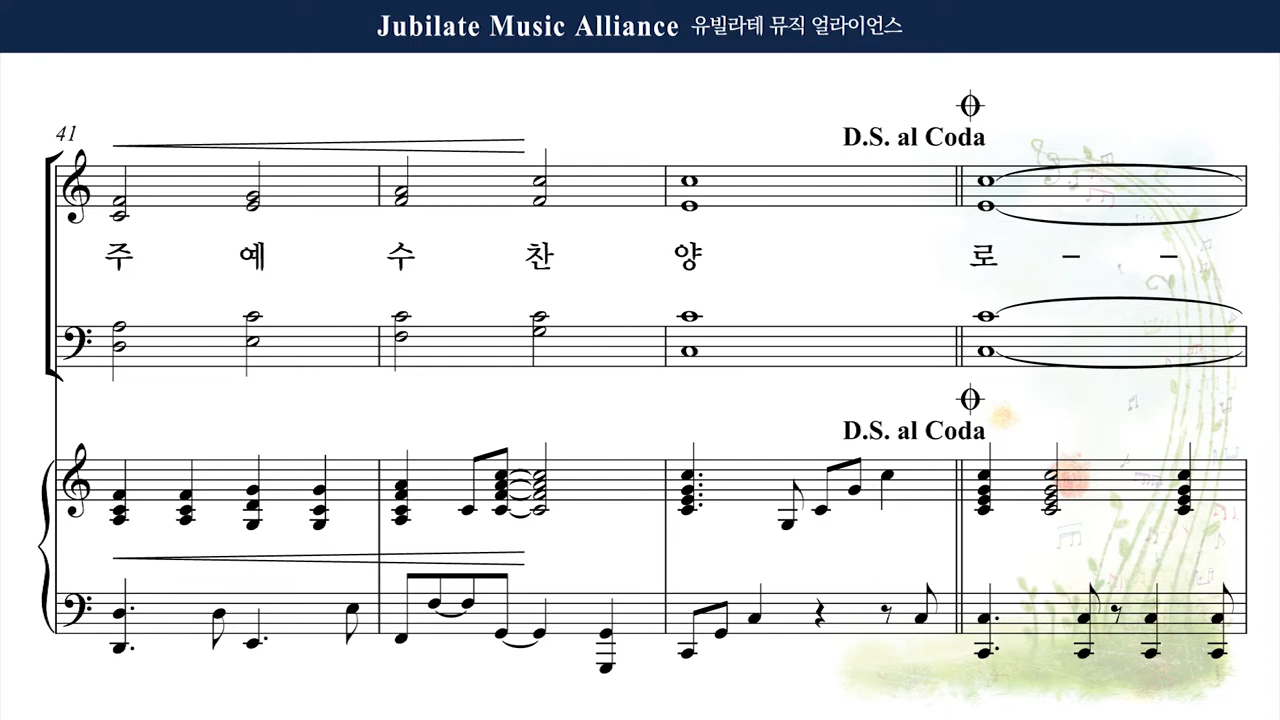 Jubilate Music Alliance 유빌라테 뮤직 얼라이언스
41
D.S. al Coda
주 예 수 찬 양 로 - -
D.S. al Coda